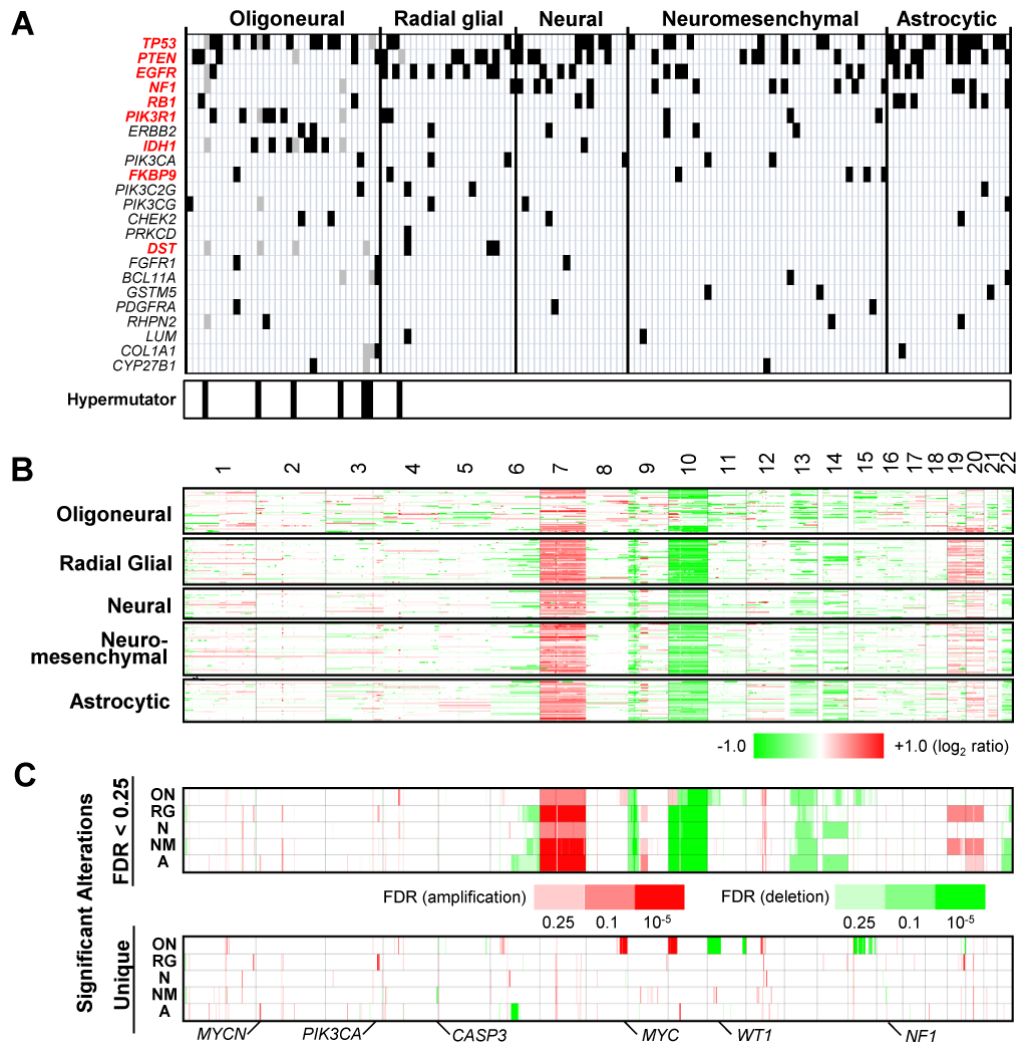 A
Oligoneural Radial glial Neural Neuromesenchymal Astrocytic
TP53
PTEN
EGFR
NF1
RB1
PIK3R1
ERBB2
IDH1
PIK3CA
FKBP9
PIK3C2G
PIK3CG
CHEK2
PRKCD
DST
FGFR1
BCL11A
GSTM5
PDGFRA
RHPN2
LUM
COL1A1
CYP27B1
Hypermutator
B
1 2 3 4 5 6 7 8 9 10 11 12 13 14 15 16 17 18 19 20 21 22
Oligoneural
Radial Glial
Neural
Neuro-
mesenchymal
Astrocytic
-1.0 +1.0 (log2 ratio)
C
Significant Alterations
FDR < 0.25
ON
RG
N
NM
A
FDR (amplification) FDR (deletion)
0.25 0.1 10-5 0.25 0.1 10-5
Unique
ON
RG
N
NM
A
MYCN PIK3CA CASP3 MYC WT1 NF1